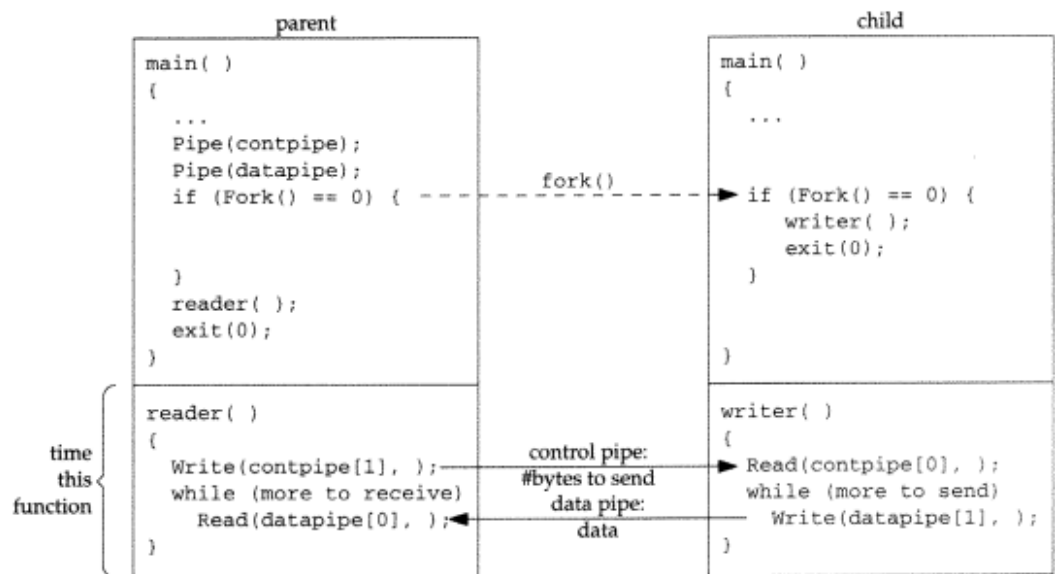 parent
main( )
{
...
Pipe(contpipe);
Pipe(datapipe);
if (Fork() == 0) {
}
reader( );
exit(0);
}
fork()
child
main( )
{
...
if (Fork() == 0) {
writer( );
exit(0);
}
}
time
this
function
reader( )
{
Write(contpipe[1], );
while (more to receive)
Read(datapipe[0], );
}
control pipe:
#bytes to send
data pipe:
data
writer( )
{
Read(contpipe[0], );
while (more to send)
Write(datapipe[1], );
}